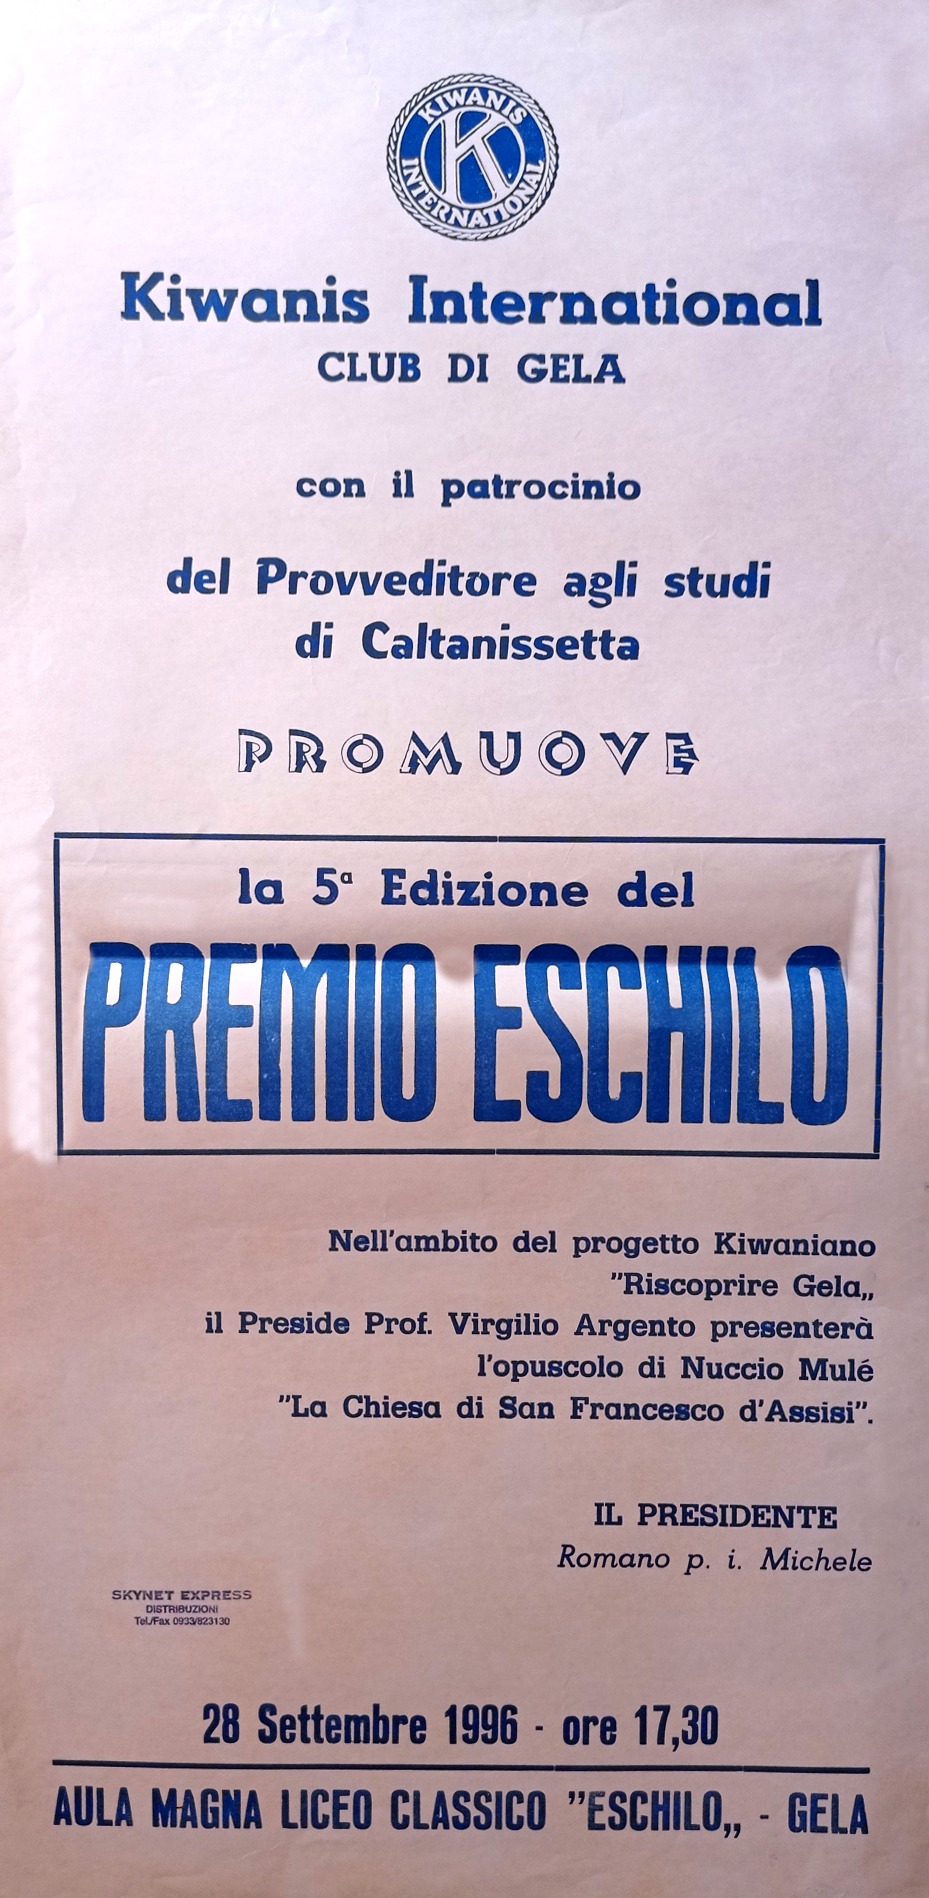 KIWANIS
K
INTERNATIONAL
Kiwanis International
CLUB DI GELA
con il patrocinio
del Provveditore agli studi
di Caltanissetta
PROMUOVE
la 5ª Edizione del
PREMIO ESCHILO
Nell'ambito del progetto Kiwaniano
"Riscoprire Gela„
il Preside Prof. Virgilio Argento presenterà
l'opuscolo di Nuccio Mulé
"La Chiesa di San Francesco d'Assisi".
IL PRESIDENTE
Romano p. i. Michele
SKYNET EXPRESS
DISTRIBUZIONI
Tel./Fax 0933/823130
28 Settembre 1996 - ore 17,30
AULA MAGNA LICEO CLASSICO "ESCHILO„ - GELA